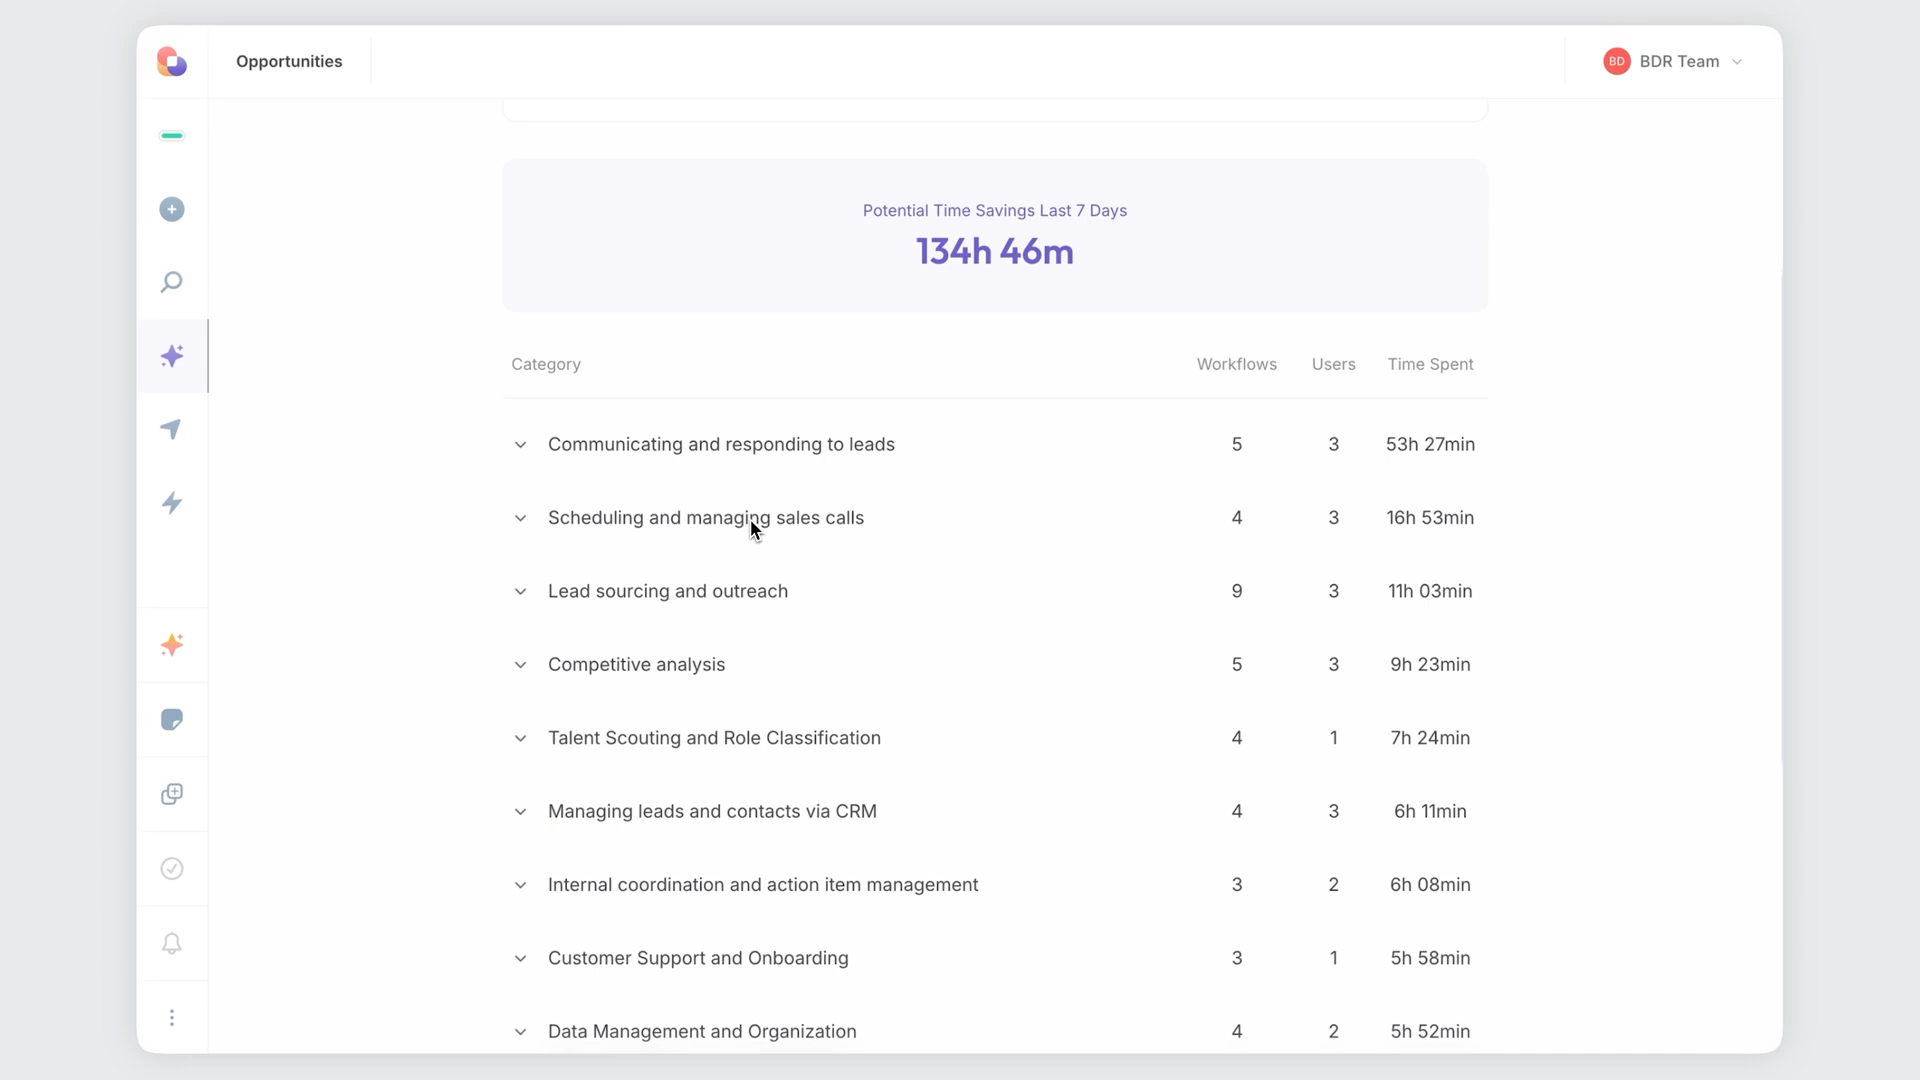 Opportunities
BD BDR Team
Potential Time Savings Last 7 Days
134h 46m
Category Workflows Users Time Spent
Communicating and responding to leads 5 3 53h 27min
Scheduling and managing sales calls 4 3 16h 53min
Lead sourcing and outreach 9 3 11h 03min
Competitive analysis 5 3 9h 23min
Talent Scouting and Role Classification 4 1 7h 24min
Managing leads and contacts via CRM 4 3 6h 11min
Internal coordination and action item management 3 2 6h 08min
Customer Support and Onboarding 3 1 5h 58min
Data Management and Organization 4 2 5h 52min